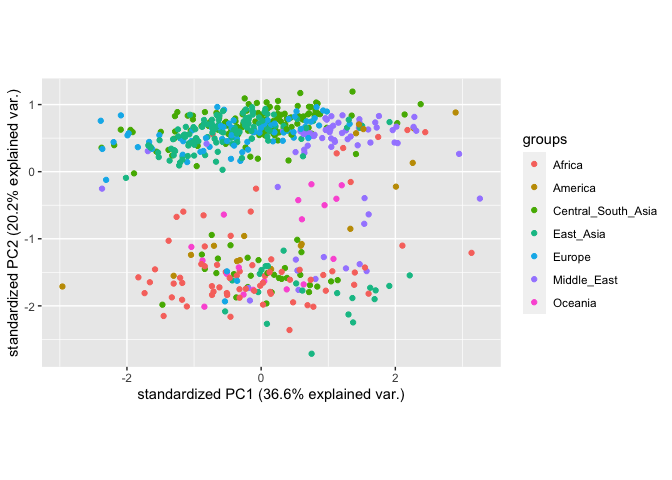 standardized PC2 (20.2% explained var.)
1
0
-1
-2
-2
0
2
standardized PC1 (36.6% explained var.)
groups
Africa
America
Central_South_Asia
East_Asia
Europe
Middle_East
Oceania